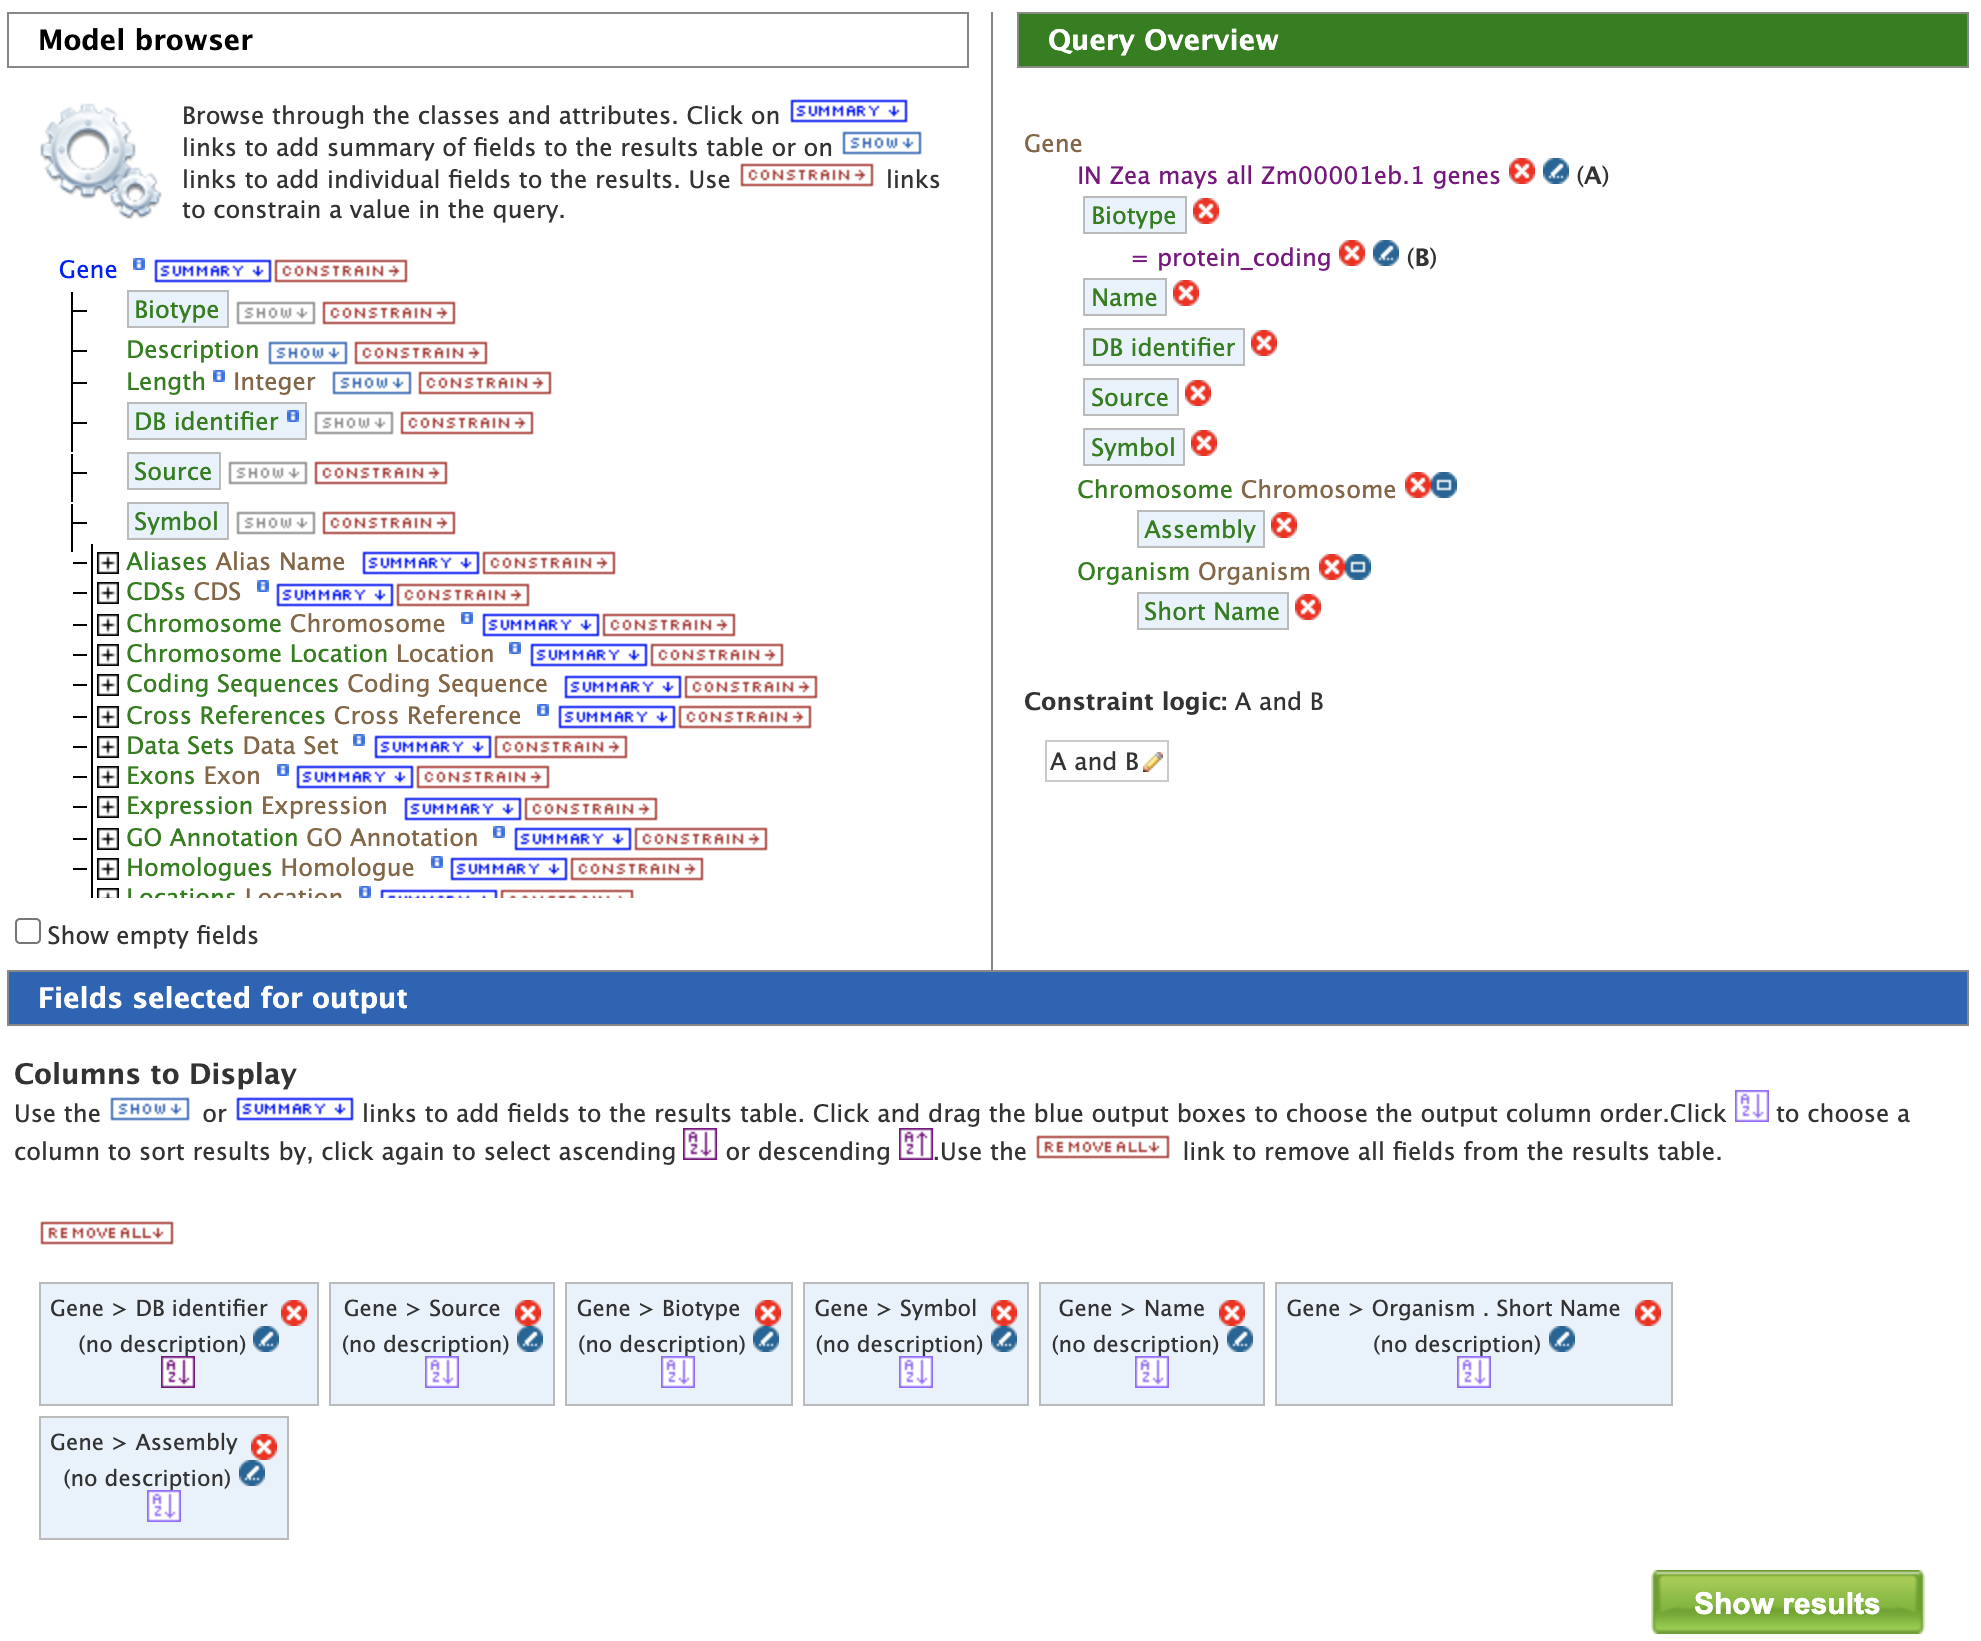 Model browser
Browse through the classes and attributes. Click on SUMMARY
links to add summary of fields to the results table or on SHOW
links to add individual fields to the results. Use CONSTRAIN links
to constrain a value in the query.
Gene SUMMARY CONSTRAIN
Biotype SHOW CONSTRAIN
Description SHOW CONSTRAIN
Length Integer SHOW CONSTRAIN
DB identifier SHOW CONSTRAIN
Source SHOW CONSTRAIN
Symbol SHOW CONSTRAIN
Aliases Alias Name SUMMARY CONSTRAIN
CDSs CDS SUMMARY CONSTRAIN
Chromosome Chromosome SUMMARY CONSTRAIN
Chromosome Location Location SUMMARY CONSTRAIN
Coding Sequences Coding Sequence SUMMARY CONSTRAIN
Cross References Cross Reference SUMMARY CONSTRAIN
Data Sets Data Set SUMMARY CONSTRAIN
Exons Exon SUMMARY CONSTRAIN
Expression Expression SUMMARY CONSTRAIN
GO Annotation GO Annotation SUMMARY CONSTRAIN
Homologues Homologue SUMMARY CONSTRAIN
Locations Location SUMMARY CONSTRAIN
Show empty fields
Query Overview
Gene
IN Zea mays all Zm00001eb.1 genes (A)
Biotype
= protein_coding (B)
Name
DB identifier
Source
Symbol
Chromosome Chromosome
Assembly
Organism Organism
Short Name
Constraint logic: A and B
A and B
Fields selected for output
Columns to Display
Use the SHOW or SUMMARY links to add fields to the results table. Click and drag the blue output boxes to choose the output column order.Click to choose a
column to sort results by, click again to select ascending or descending .Use the REMOVE ALL link to remove all fields from the results table.
REMOVE ALL
Gene > DB identifier
(no description)
Gene > Source
(no description)
Gene > Biotype
(no description)
Gene > Symbol
(no description)
Gene > Name
(no description)
Gene > Organism . Short Name
(no description)
Gene > Assembly
(no description)
Show results